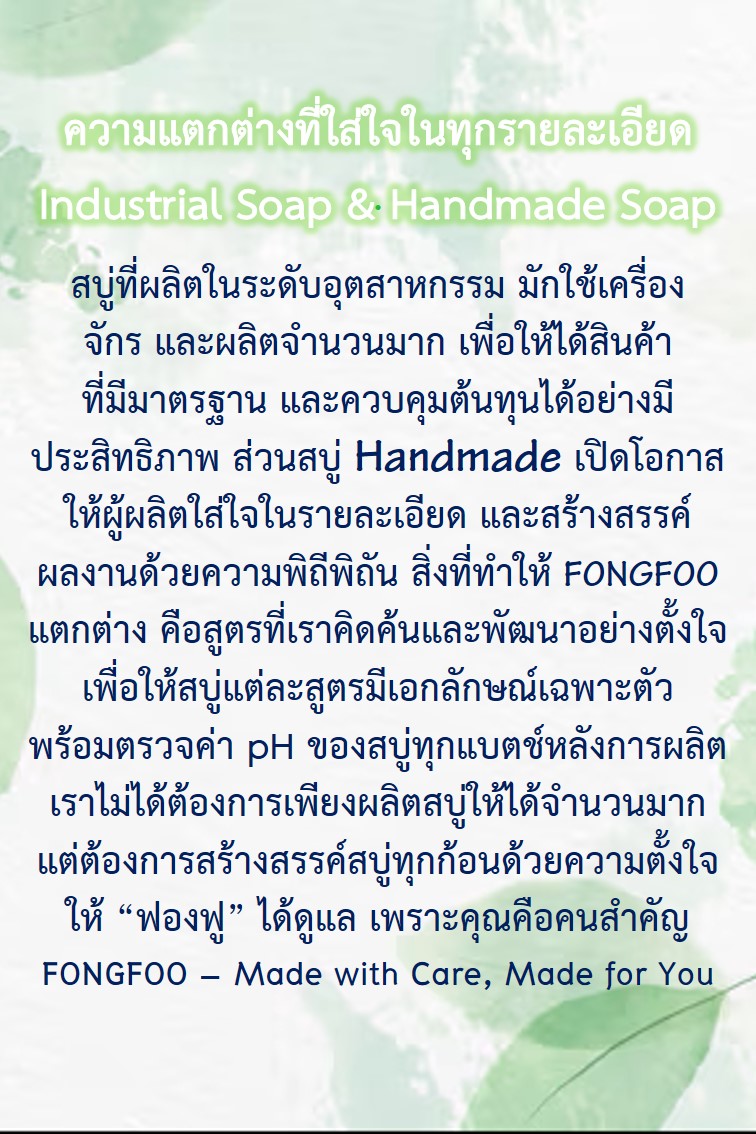 ความแตกต่างที่ใส่ใจในทุกรายละเอียด
Industrial Soap & Handmade Soap
สบู่ที่ผลิตในระดับอุตสาหกรรม มักใช้เครื่อง
จักร และผลิตจำนวนมาก เพื่อให้ได้สินค้า
ที่มีมาตรฐาน และควบคุมต้นทุนได้อย่างมี
ประสิทธิภาพ ส่วนสบู่ Handmade เปิดโอกาส
ให้ผู้ผลิตใส่ใจในรายละเอียด และสร้างสรรค์
ผลงานด้วยความพิถีพิถัน สิ่งที่ทำให้ FONGFOO
แตกต่าง คือสูตรที่เราคิดค้นและพัฒนาอย่างตั้งใจ
เพื่อให้สบู่แต่ละสูตรมีเอกลักษณ์เฉพาะตัว
พร้อมตรวจค่า pH ของสบู่ทุกแบตช์หลังการผลิต
เราไม่ได้ต้องการเพียงผลิตสบู่ให้ได้จำนวนมาก
แต่ต้องการสร้างสรรค์สบู่ทุกก้อนด้วยความตั้งใจ
ให้ “ฟองฟู” ได้ดูแล เพราะคุณคือคนสำคัญ
FONGFOO – Made with Care, Made for You